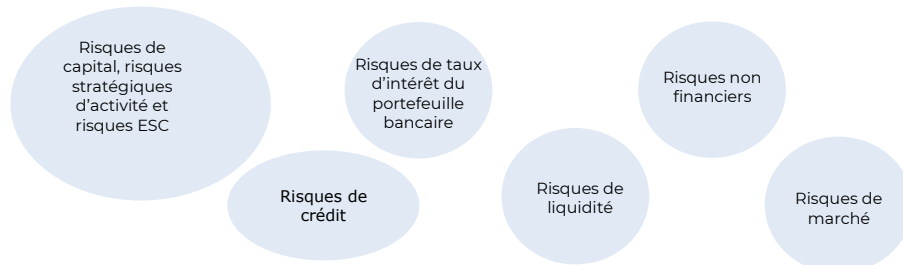 Risques de
capital, risques
stratégiques
d'activité et
risques ESC
Risques de taux
d'intérêt du
portefeuille
bancaire
Risques non
financiers
Risques de
crédit
Risques de
liquidité
Risques de
marché